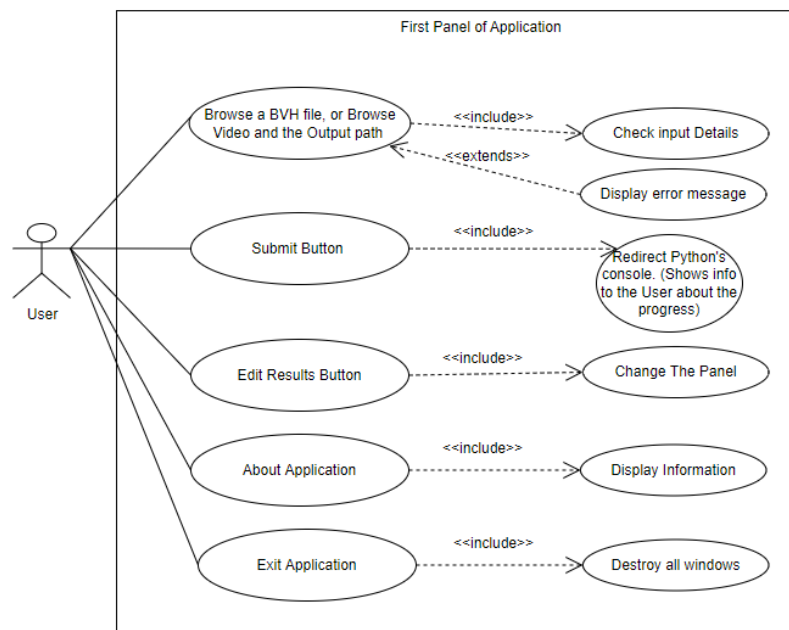 First Panel of Application
Browse a BVH file, or Browse
Video and the Output path
<<include>>
Check input Details
<<extends>>
Display error message
User
Submit Button
<<include>>
Redirect Python's
console. (Shows info
to the User about the
progress)
Edit Results Button
<<include>>
Change The Panel
About Application
<<include>>
Display Information
Exit Application
<<include>>
Destroy all windows